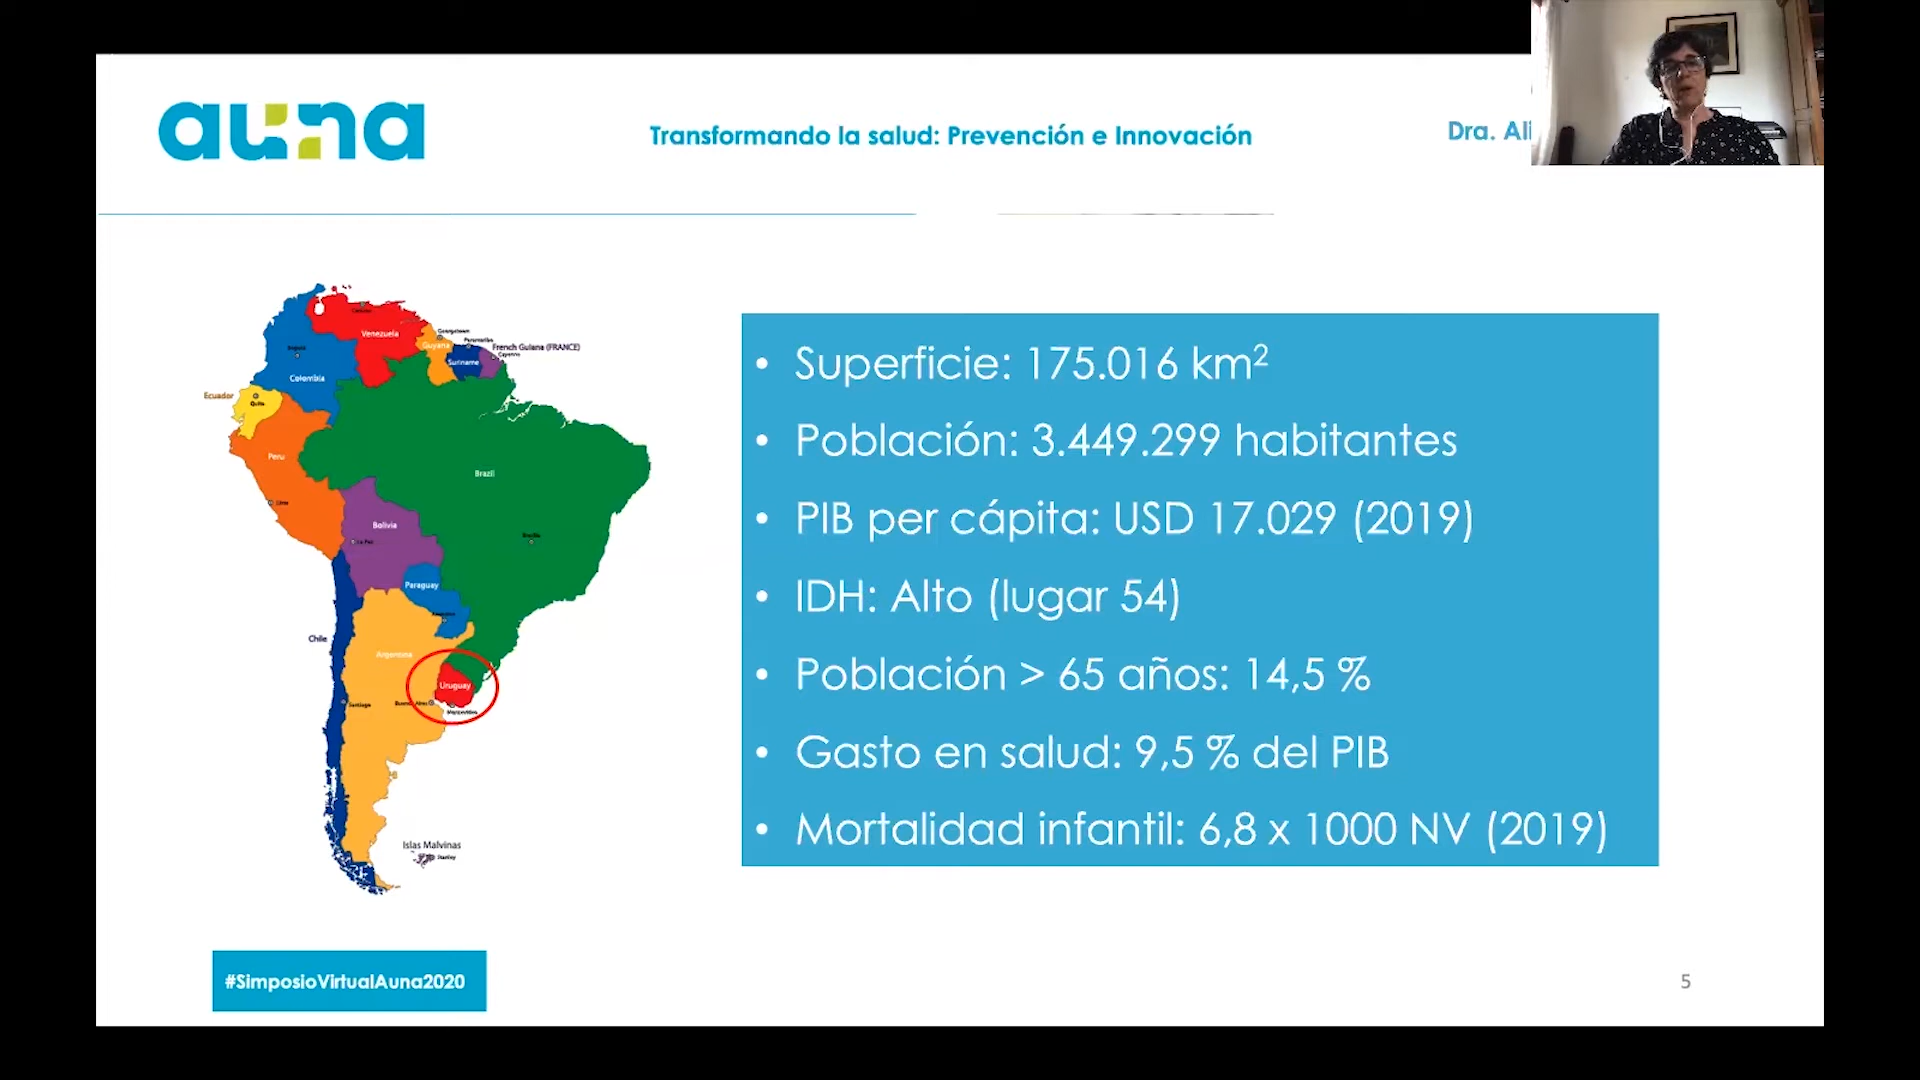 auna
Transformando la salud: Prevención e Innovación
Dra. Ali
Venezuela
Georgetown
Paramaribo
Guyana
French Guiana (FRANCE)
Cayenne
Suriname
Bogota
Colombia
Ecuador
Quito
Peru
Lima
Brazil
Bolivia
La Paz
Brasilia
Paraguay
Chile
Argentina
Uruguay
Santiago
Buenos Aires
Montevideo
Islas Malvinas
Stanley
• Superficie: 175.016 km²
• Población: 3.449.299 habitantes
• PIB per cápita: USD 17.029 (2019)
• IDH: Alto (lugar 54)
• Población > 65 años: 14,5 %
• Gasto en salud: 9,5 % del PIB
• Mortalidad infantil: 6,8 x 1000 NV (2019)
#SimposioVirtualAuna2020
5